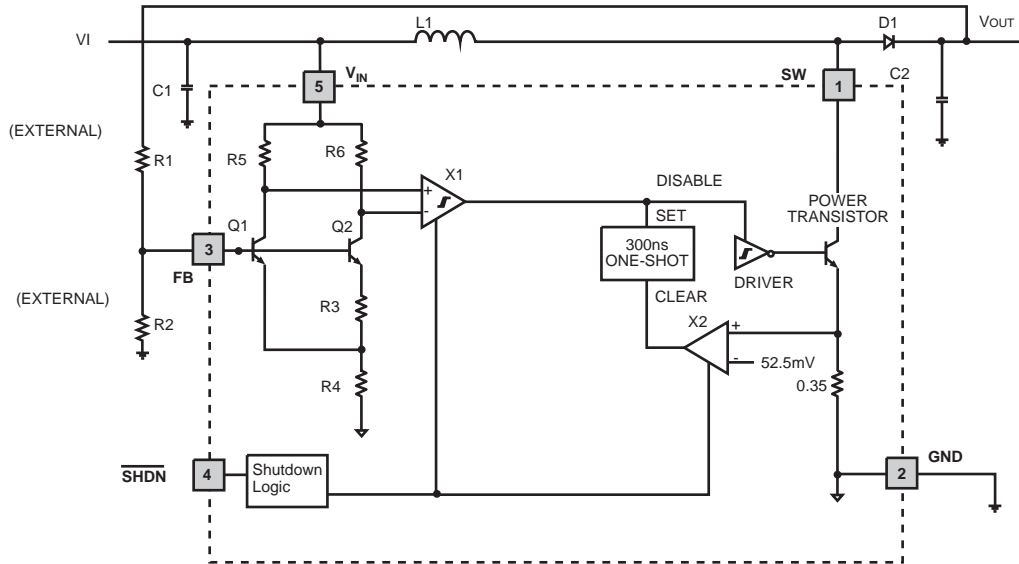 L1
D1
VOUT
VI
VIN
SW
5
1
C1
C2
(EXTERNAL)
R5
R6
X1
R1
DISABLE
SET
POWER
TRANSISTOR
+
-
Q1
Q2
3
FB
300ns
ONE-SHOT
DRIVER
CLEAR
(EXTERNAL)
R3
R2
X2
+
-
52.5mV
R4
0.35
SHDN
4
Shutdown
Logic
GND
2